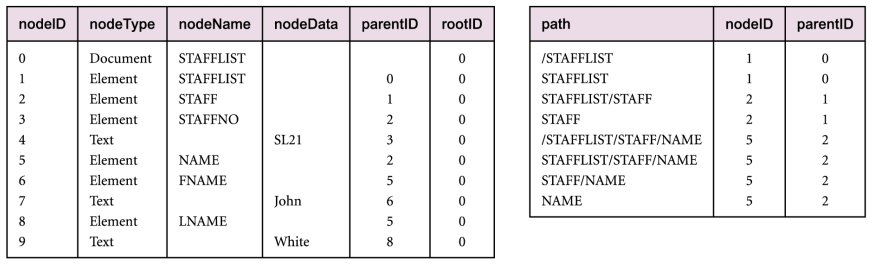 nodeID nodeType nodeName nodeData parentID rootID
0 Document STAFFLIST 0
1 Element STAFFLIST 0 0
2 Element STAFF 1 0
3 Element STAFFNO 2 0
4 Text SL21 3 0
5 Element NAME 2 0
6 Element FNAME 5 0
7 Text John 6 0
8 Element LNAME 5 0
9 Text White 8 0
path nodeID parentID
/STAFFLIST 1 0
STAFFLIST 1 0
STAFFLIST/STAFF 2 1
STAFF 2 1
/STAFFLIST/STAFF/NAME 5 2
STAFFLIST/STAFF/NAME 5 2
STAFF/NAME 5 2
NAME 5 2